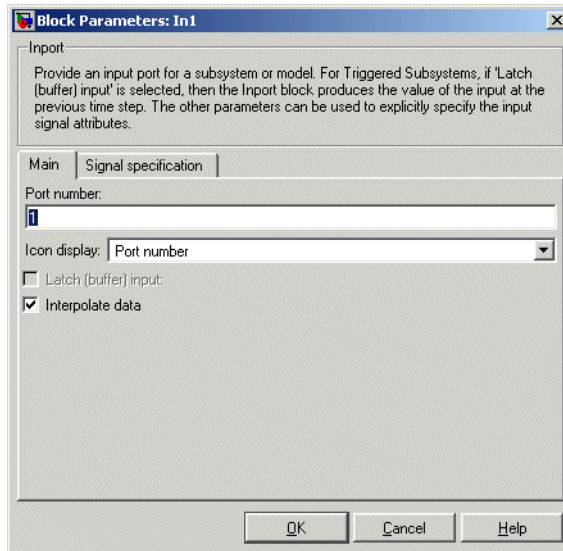 Block Parameters: In1
Inport
Provide an input port for a subsystem or model. For Triggered Subsystems, if 'Latch
(buffer) input' is selected, then the Inport block produces the value of the input at the
previous time step. The other parameters can be used to explicitly specify the input
signal attributes.
Main Signal specification
Port number:
1
Icon display: Port number
Latch (buffer) input:
Interpolate data
OK Cancel Help